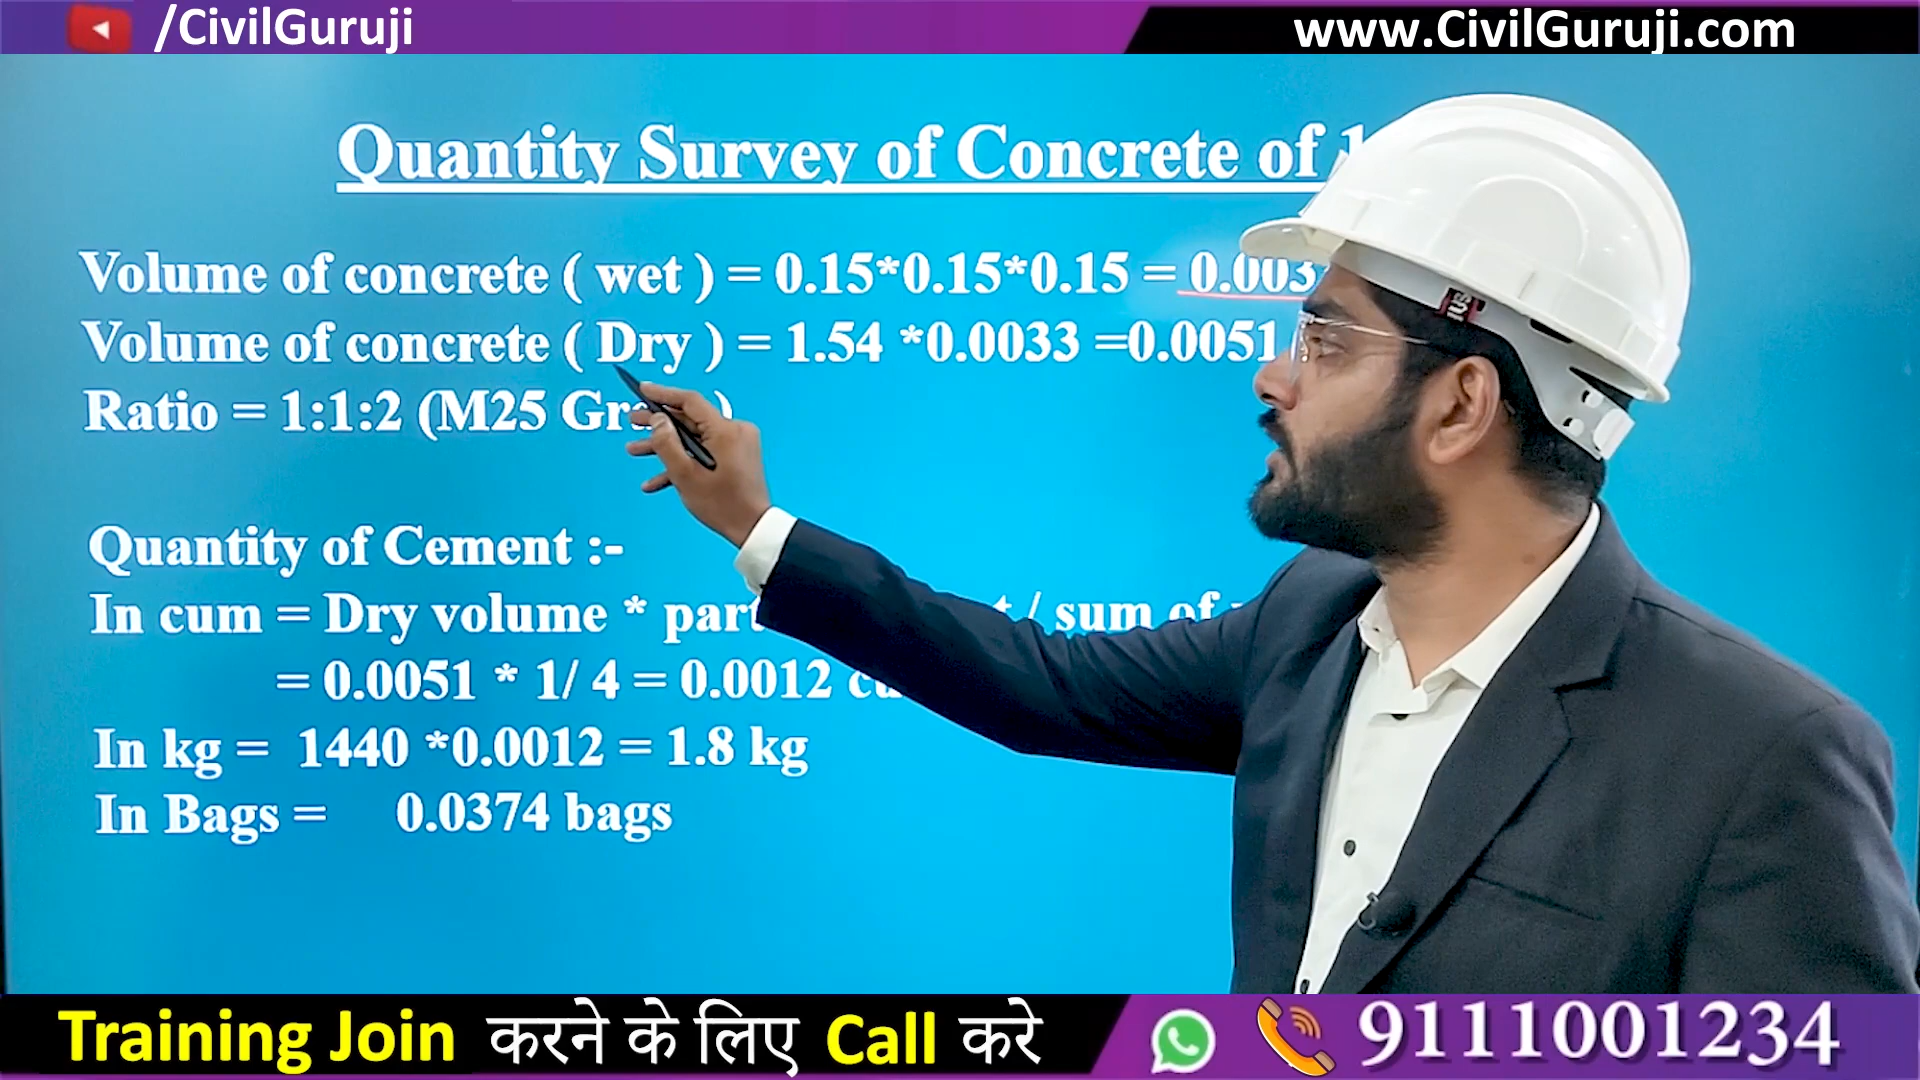 /CivilGuruji
www.CivilGuruji.com
Quantity Survey of Concrete of
Volume of concrete ( wet ) = 0.15*0.15*0.15 = 0.003
Volume of concrete ( Dry ) = 1.54 *0.0033 =0.0051
Ratio = 1:1:2 (M25 )
Quantity of Cement :-
In cum = Dry volume * part / sum of
= 0.0051 * 1/ 4 = 0.0012
In kg = 1440 *0.0012 = 1.8 kg
In Bags = 0.0374 bags
Training Join करने के लिए Call करे
9111001234